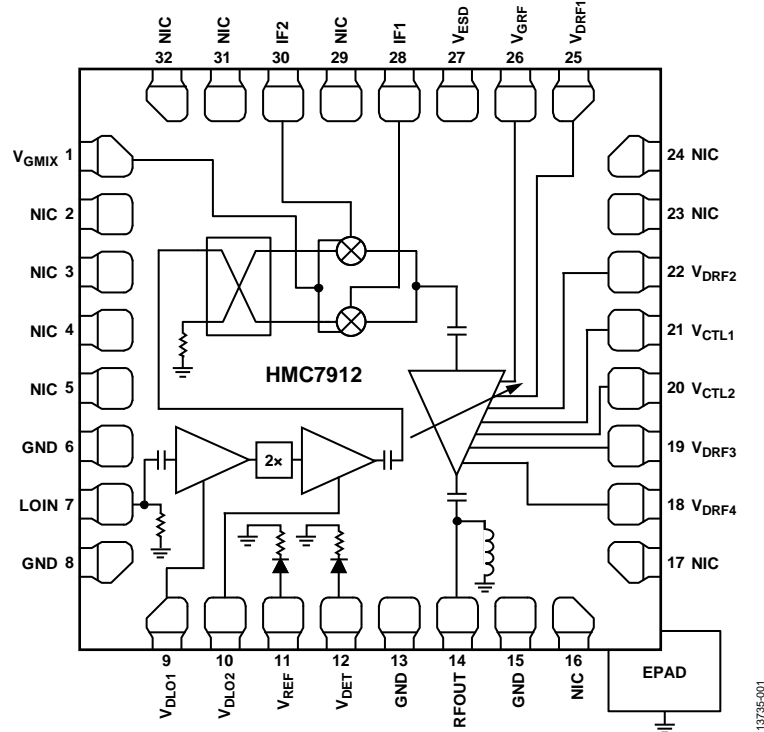 NIC
32
NIC
31
IF2
30
NIC
29
IF1
28
VESD
27
VGRF
26
VDRF1
25
VGMIX 1
NIC 2
NIC 3
NIC 4
NIC 5
GND 6
LOIN 7
GND 8
24 NIC
23 NIC
22 VDRF2
21 VCTL1
20 VCTL2
19 VDRF3
18 VDRF4
17 NIC
HMC7912
2×
9
VDLO1
10
VDLO2
11
VREF
12
VDET
13
GND
14
RFOUT
15
GND
16
NIC
EPAD
13735-001